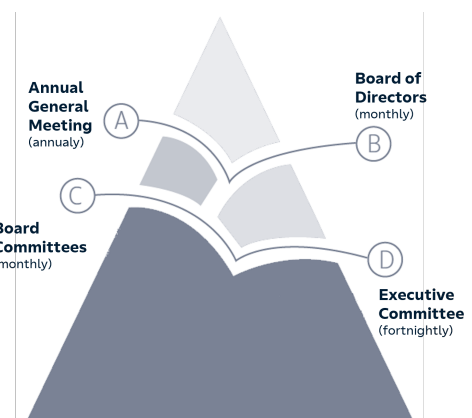 Annual
General
Meeting
(annualy)
A
Board of
Directors
(monthly)
B
C
Board
Committees
(monthly)
D
Executive
Committee
(fortnightly)